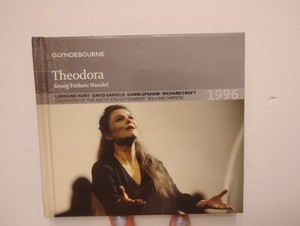 GLYNDEBOURNE
Theodora
Georg Frideric Handel
LORRAINE HUNT · DAVID DANIELS · DAWN UPSHAW · RICHARD CROFT
ORCHESTRA OF THE AGE OF ENLIGHTENMENT · WILLIAM CHRISTIE
1996